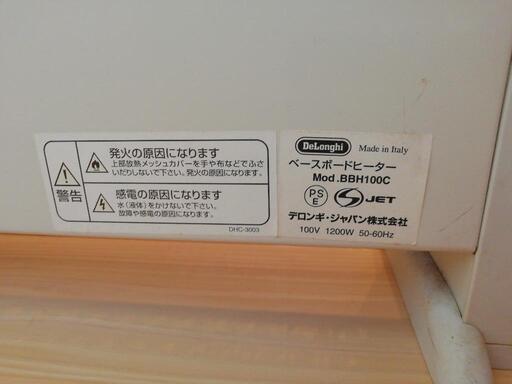 警告
発火の原因になります
上部放熱メッシュカバーを手や布などでふさ
いだりしないで下さい。発火の原因になります。
感電の原因になります
水(液体)をかけないで下さい。
故障や感電の原因になります。
DHC-3003
DeLonghi Made in Italy
ベースボードヒーター
Mod.BBH100C
PS
E
JET
デロンギ・ジャパン株式会社
100V 1200W 50-60Hz